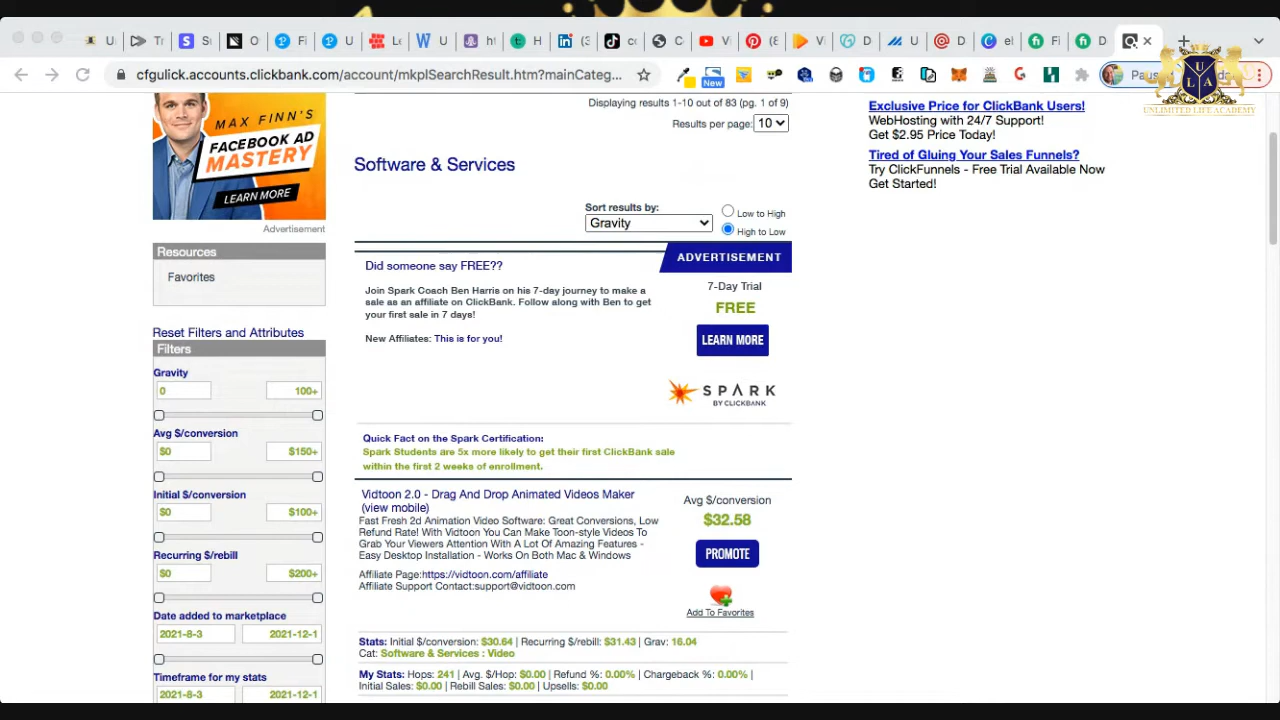 cfgulick.accounts.clickbank.com/account/mkplSearchResult.htm?mainCateg...
New
ULA
UNLIMITED LIFE ACADEMY
MAX FINN'S
FACEBOOK AD
MASTERY
LEARN MORE
Advertisement
Resources
Favorites
Reset Filters and Attributes
Filters
Gravity
0 100+
Avg $/conversion
$0 $150+
Initial $/conversion
$0 $100+
Recurring $/rebill
$0 $200+
Date added to marketplace
2021-8-3 2021-12-1
Timeframe for my stats
2021-8-3 2021-12-1
Displaying results 1-10 out of 83 (pg. 1 of 9)
Results per page: 10
Software & Services
Sort results by:
Gravity
Low to High
High to Low
ADVERTISEMENT
Did someone say FREE??
Join Spark Coach Ben Harris on his 7-day journey to make a
sale as an affiliate on ClickBank. Follow along with Ben to get
your first sale in 7 days!
New Affiliates: This is for you!
7-Day Trial
FREE
LEARN MORE
SPARK
BY CLICKBANK
Quick Fact on the Spark Certification:
Spark Students are 5x more likely to get their first ClickBank sale
within the first 2 weeks of enrollment.
Vidtoon 2.0 - Drag And Drop Animated Videos Maker
(view mobile)
Fast Fresh 2d Animation Video Software: Great Conversions, Low
Refund Rate! With Vidtoon You Can Make Toon-style Videos To
Grab Your Viewers Attention With A Lot Of Amazing Features -
Easy Desktop Installation - Works On Both Mac & Windows
Affiliate Page:https://vidtoon.com/affiliate
Affiliate Support Contact:support@vidtoon.com
Avg $/conversion
$32.58
PROMOTE
Add To Favorites
Stats: Initial $/conversion: $30.64 | Recurring $/rebill: $31.43 | Grav: 16.04
Cat: Software & Services : Video
My Stats: Hops: 241 | Avg. $/Hop: $0.00 | Refund %: 0.00% | Chargeback %: 0.00% |
Initial Sales: $0.00 | Rebill Sales: $0.00 | Upsells: $0.00
Exclusive Price for ClickBank Users!
WebHosting with 24/7 Support!
Get $2.95 Price Today!
Tired of Gluing Your Sales Funnels?
Try ClickFunnels - Free Trial Available Now
Get Started!